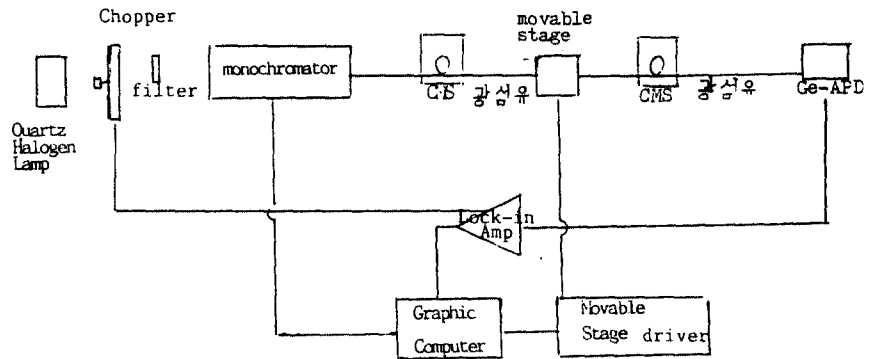 Chopper
movable
stage
monochromator
filter
CMS
광섬유
CMS
광섬유
Ge-APD
Quartz
Halogen
Lamp
Lock-in
Amp
Graphic
Computer
Movable
Stage driver